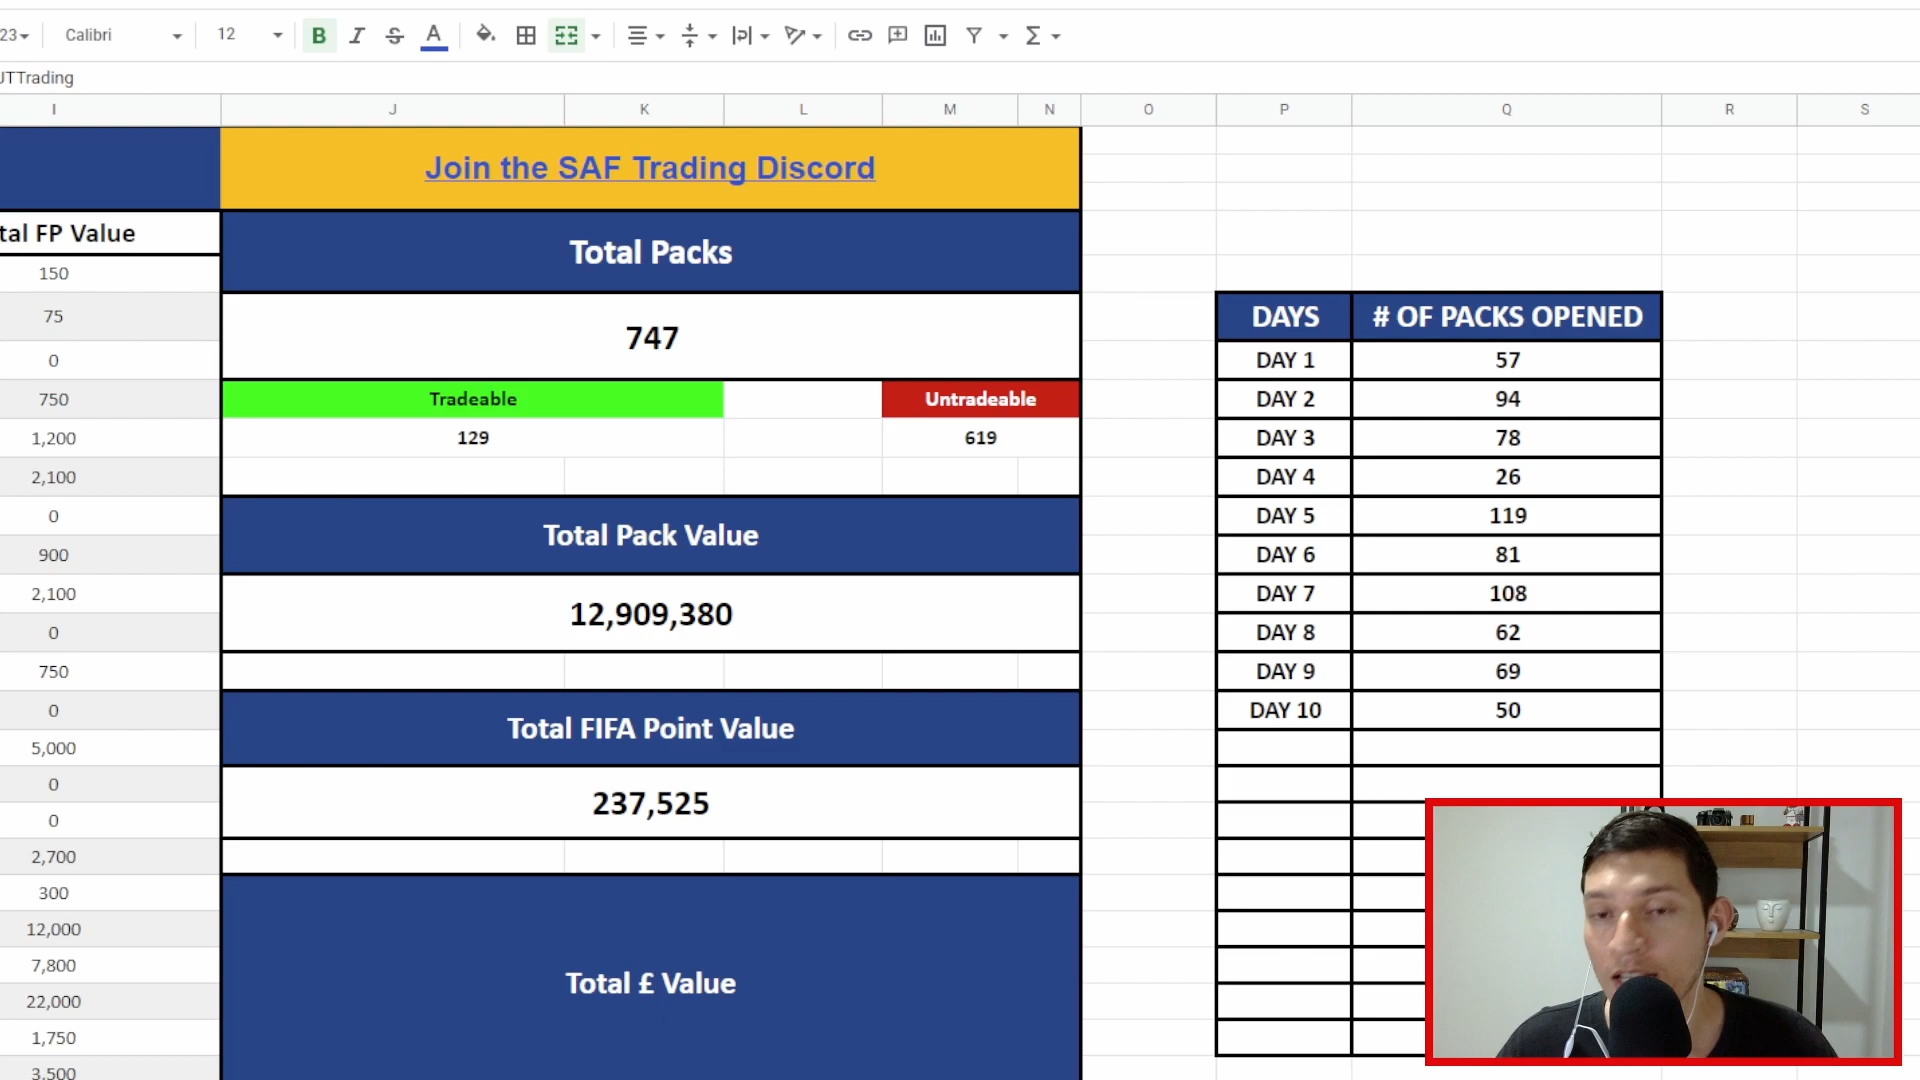 23
Calibri
12
B
I
S
A
JTTrading
I
J
K
L
M
N
O
P
Q
R
S
Join the SAF Trading Discord
tal FP Value
Total Packs
150
75
747
DAYS
# OF PACKS OPENED
0
DAY 1
57
750
Tradeable
Untradeable
DAY 2
94
1,200
129
619
DAY 3
78
2,100
DAY 4
26
0
Total Pack Value
DAY 5
119
900
DAY 6
81
2,100
12,909,380
DAY 7
108
0
DAY 8
62
750
DAY 9
69
0
Total FIFA Point Value
DAY 10
50
5,000
0
237,525
0
2,700
300
12,000
7,800
Total £ Value
22,000
1,750
3,500